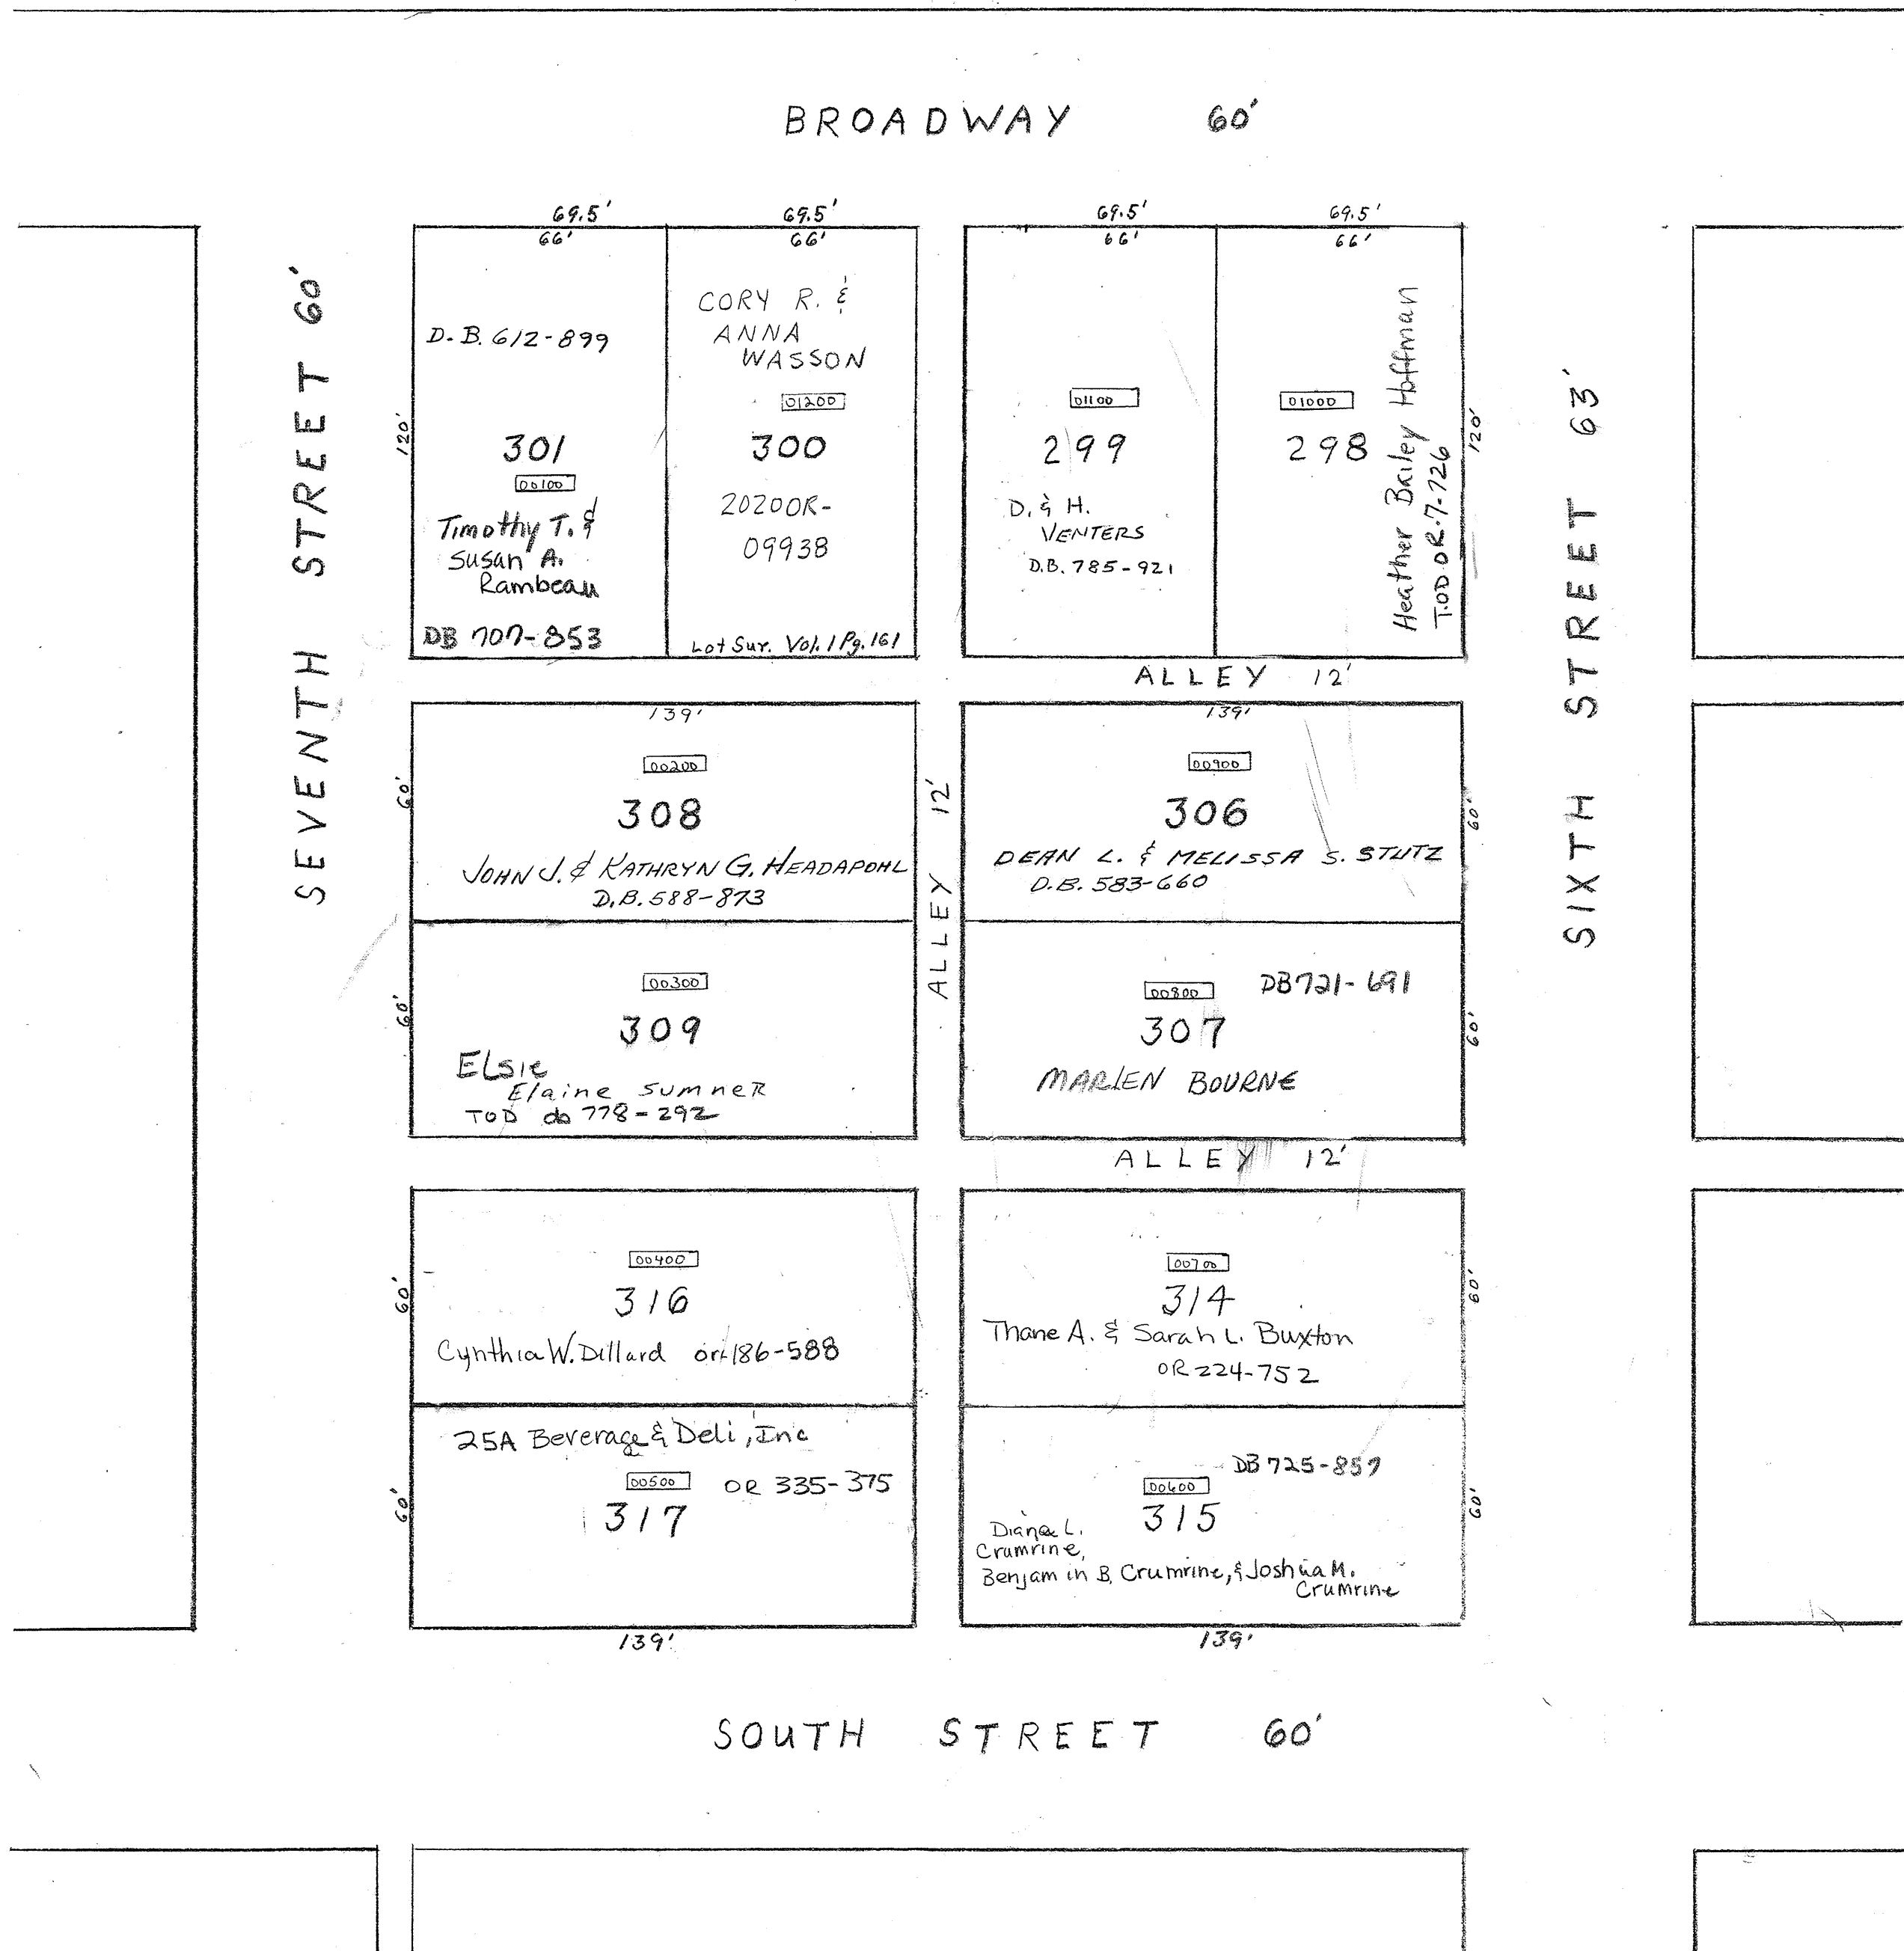 BROADWAY 60'
69.5'
69.5'
69.5'
69.5'
66'
66'
66'
66'
SEVENTH STREET 60'
120'
D. B. 612-899
301
00100
Timothy T. &
Susan A.
Rambeau
DB 707-853
CORY R. &
ANNA
WASSON
01200
300
2020OR-
09938
Lot Sur. Vol. 1 Pg. 161
01100
299
D. & H.
VENTERS
D.B. 785-921
01000
298
Heather Bailey Hoffman
T.O.D OR-7-726
120'
SIXTH STREET 63'
ALLEY 12'
139'
60'
00200
308
JOHN J. & KATHRYN G. HEADAPOHL
D.B. 588-873
ALLEY 12'
139'
00900
306
DEAN L. & MELISSA S. STUTZ
D.B. 583-660
60'
60'
00300
309
ELsie
Elaine SumneR
TOD db 778-292
00800
DB 721-691
307
MARLEN BOURNE
60'
ALLEY 12'
60'
00400
316
Cynthia W. Dillard or 186-588
00700
314
Thane A. & Sarah L. Buxton
OR 224-752
60'
60'
25A Beverage & Deli, Inc
00500
OR 335-375
317
139'
DB 725-857
00600
315
Diana L.
Crumrine,
Benjamin B. Crumrine, & Joshua M.
Crumrine
60'
139'
SOUTH STREET 60'